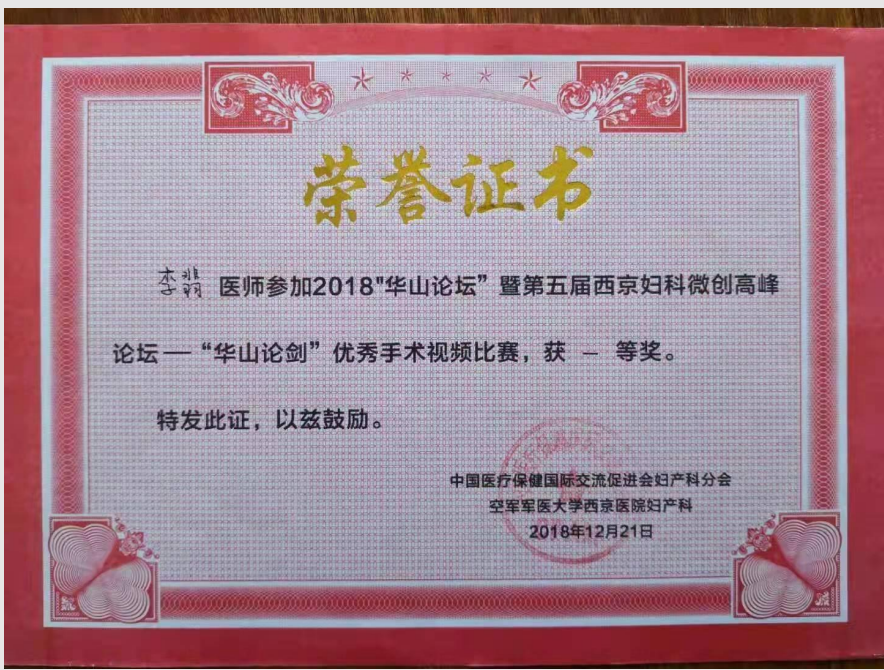 荣誉证书
李翡 医师参加2018"华山论坛”暨第五届西京妇科微创高峰
论坛—“华山论剑”优秀手术视频比赛，获 一 等奖。
特发此证，以兹鼓励。
中国医疗保健国际交流促进会妇产科分会
空军军医大学西京医院妇产科
2018年12月21日